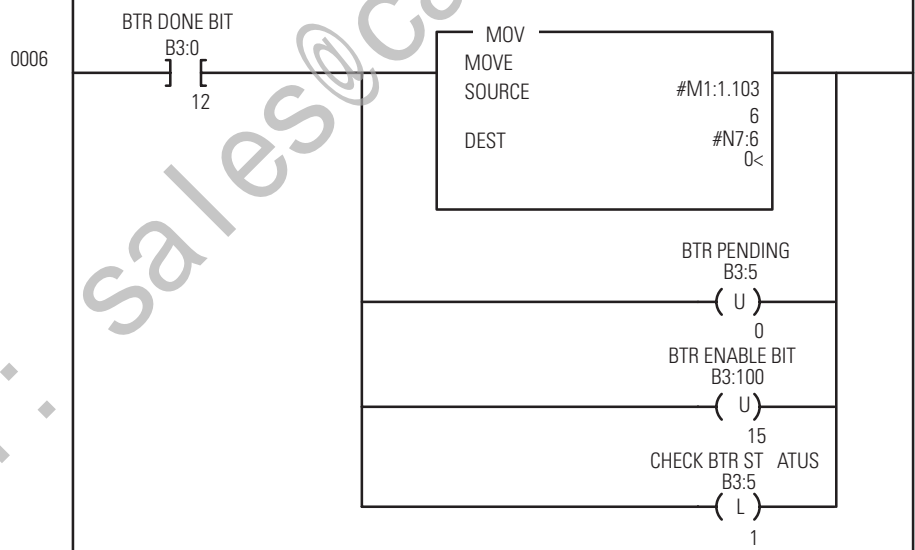 BTR DONE BIT
B3:0
0006
12
MOV
MOVE
SOURCE #M1:1.103
6
DEST #N7:6
0<
BTR PENDING
B3:5
U
0
BTR ENABLE BIT
B3:100
U
15
CHECK BTR ST ATUS
B3:5
L
1